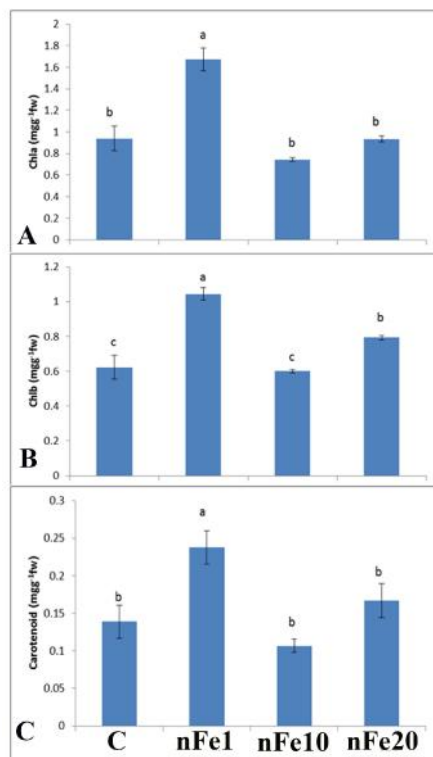 2
1.8
1.6
1.4
1.2
1
0.8
0.6
0.4
0.2
0
Chla (mgg⁻¹fw)
b
a
b
b
A
1.2
1
0.8
0.6
0.4
0.2
0
Chlb (mgg⁻¹fw)
c
a
c
b
B
0.3
0.25
0.2
0.15
0.1
0.05
0
Carotenoid (mgg⁻¹fw)
b
a
b
b
C
C nFe1 nFe10 nFe20